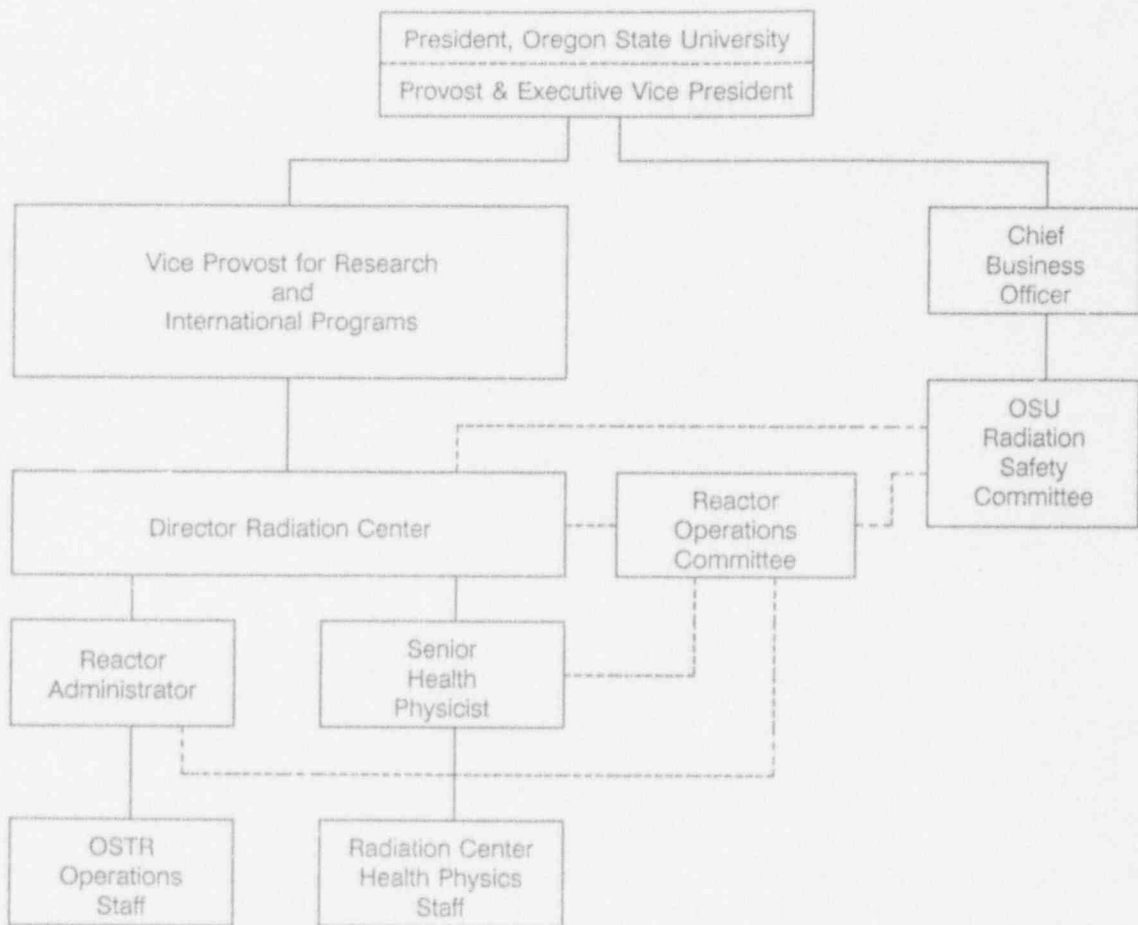 President, Oregon State University
Provost & Executive Vice President
Vice Provost for Research
and
International Programs
Chief
Business
Officer
OSU
Radiation
Safety
Committee
Director Radiation Center
Reactor
Operations
Committee
Reactor
Administrator
Senior
Health
Physicist
OSTR
Operations
Staff
Radiation Center
Health Physics
Staff